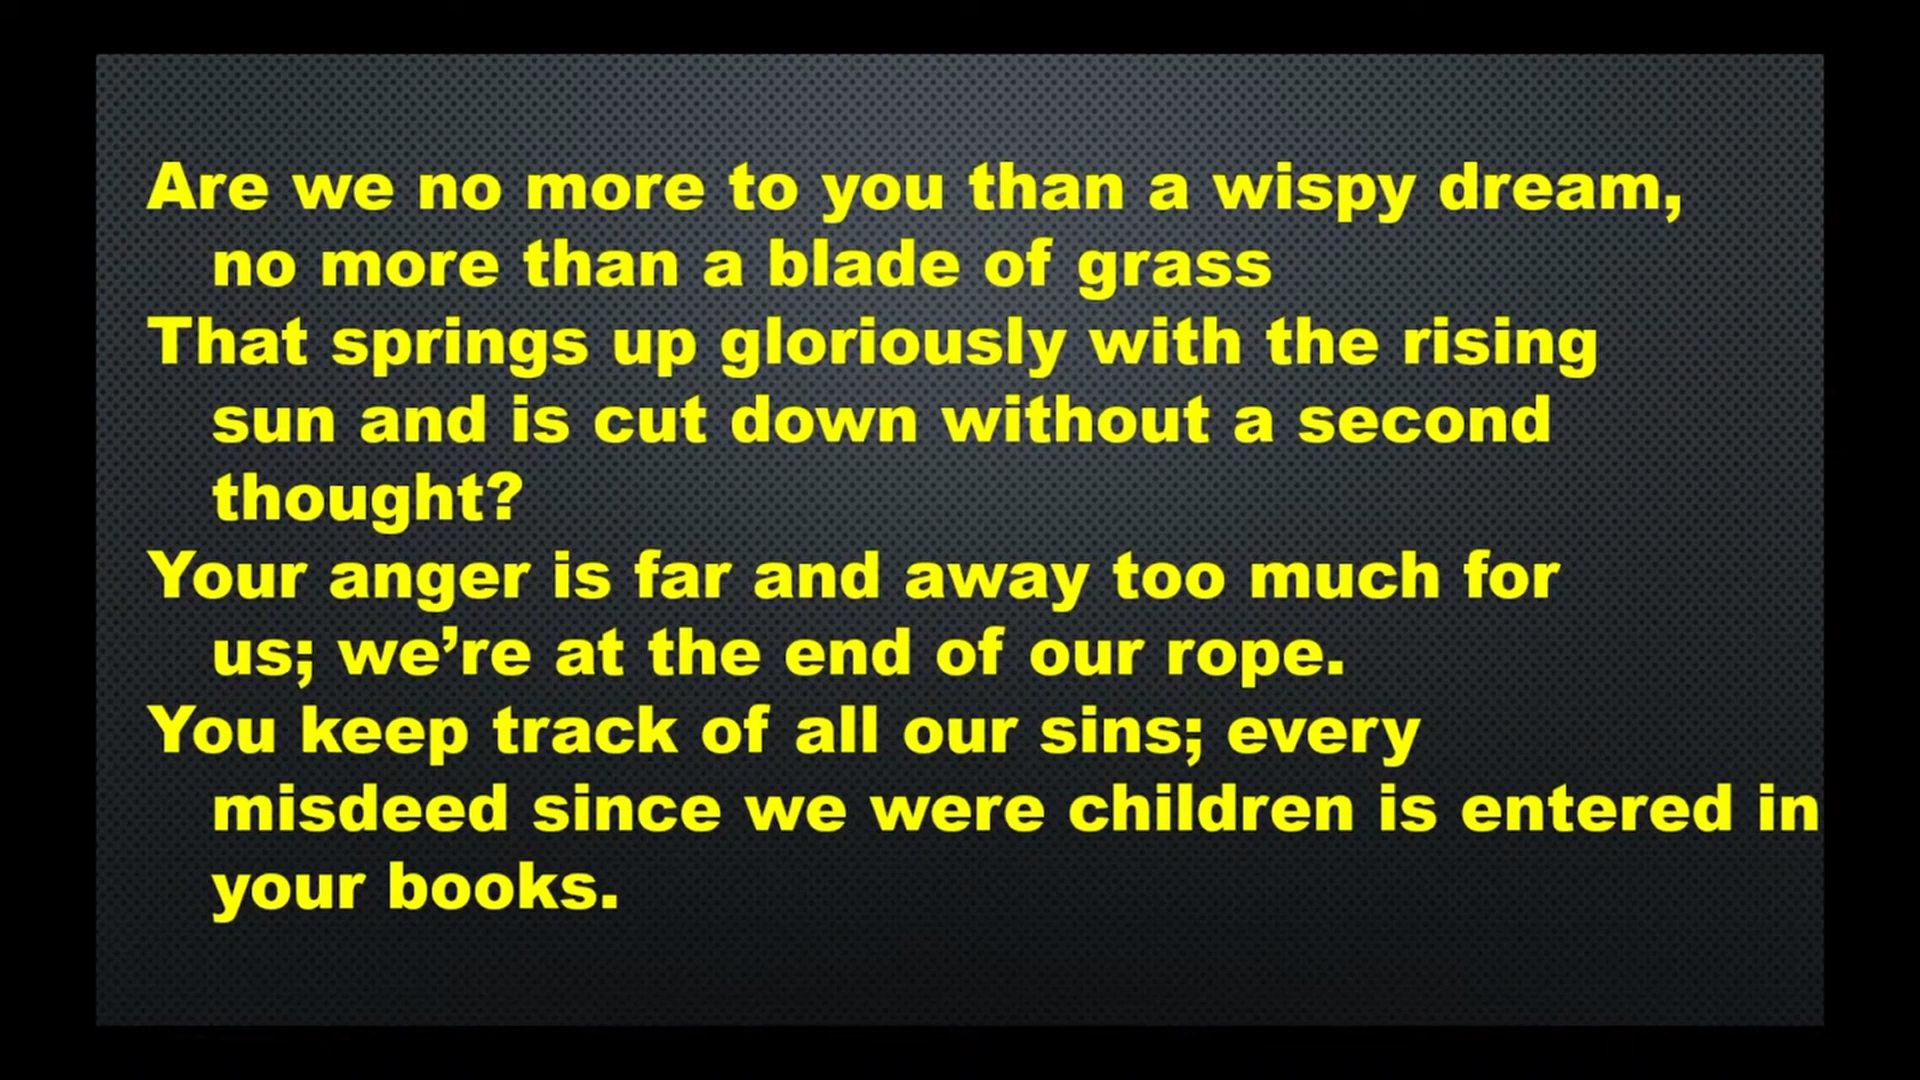 Are we no more to you than a wispy dream,
no more than a blade of grass
That springs up gloriously with the rising
sun and is cut down without a second
thought?
Your anger is far and away too much for
us; we’re at the end of our rope.
You keep track of all our sins; every
misdeed since we were children is entered in
your books.